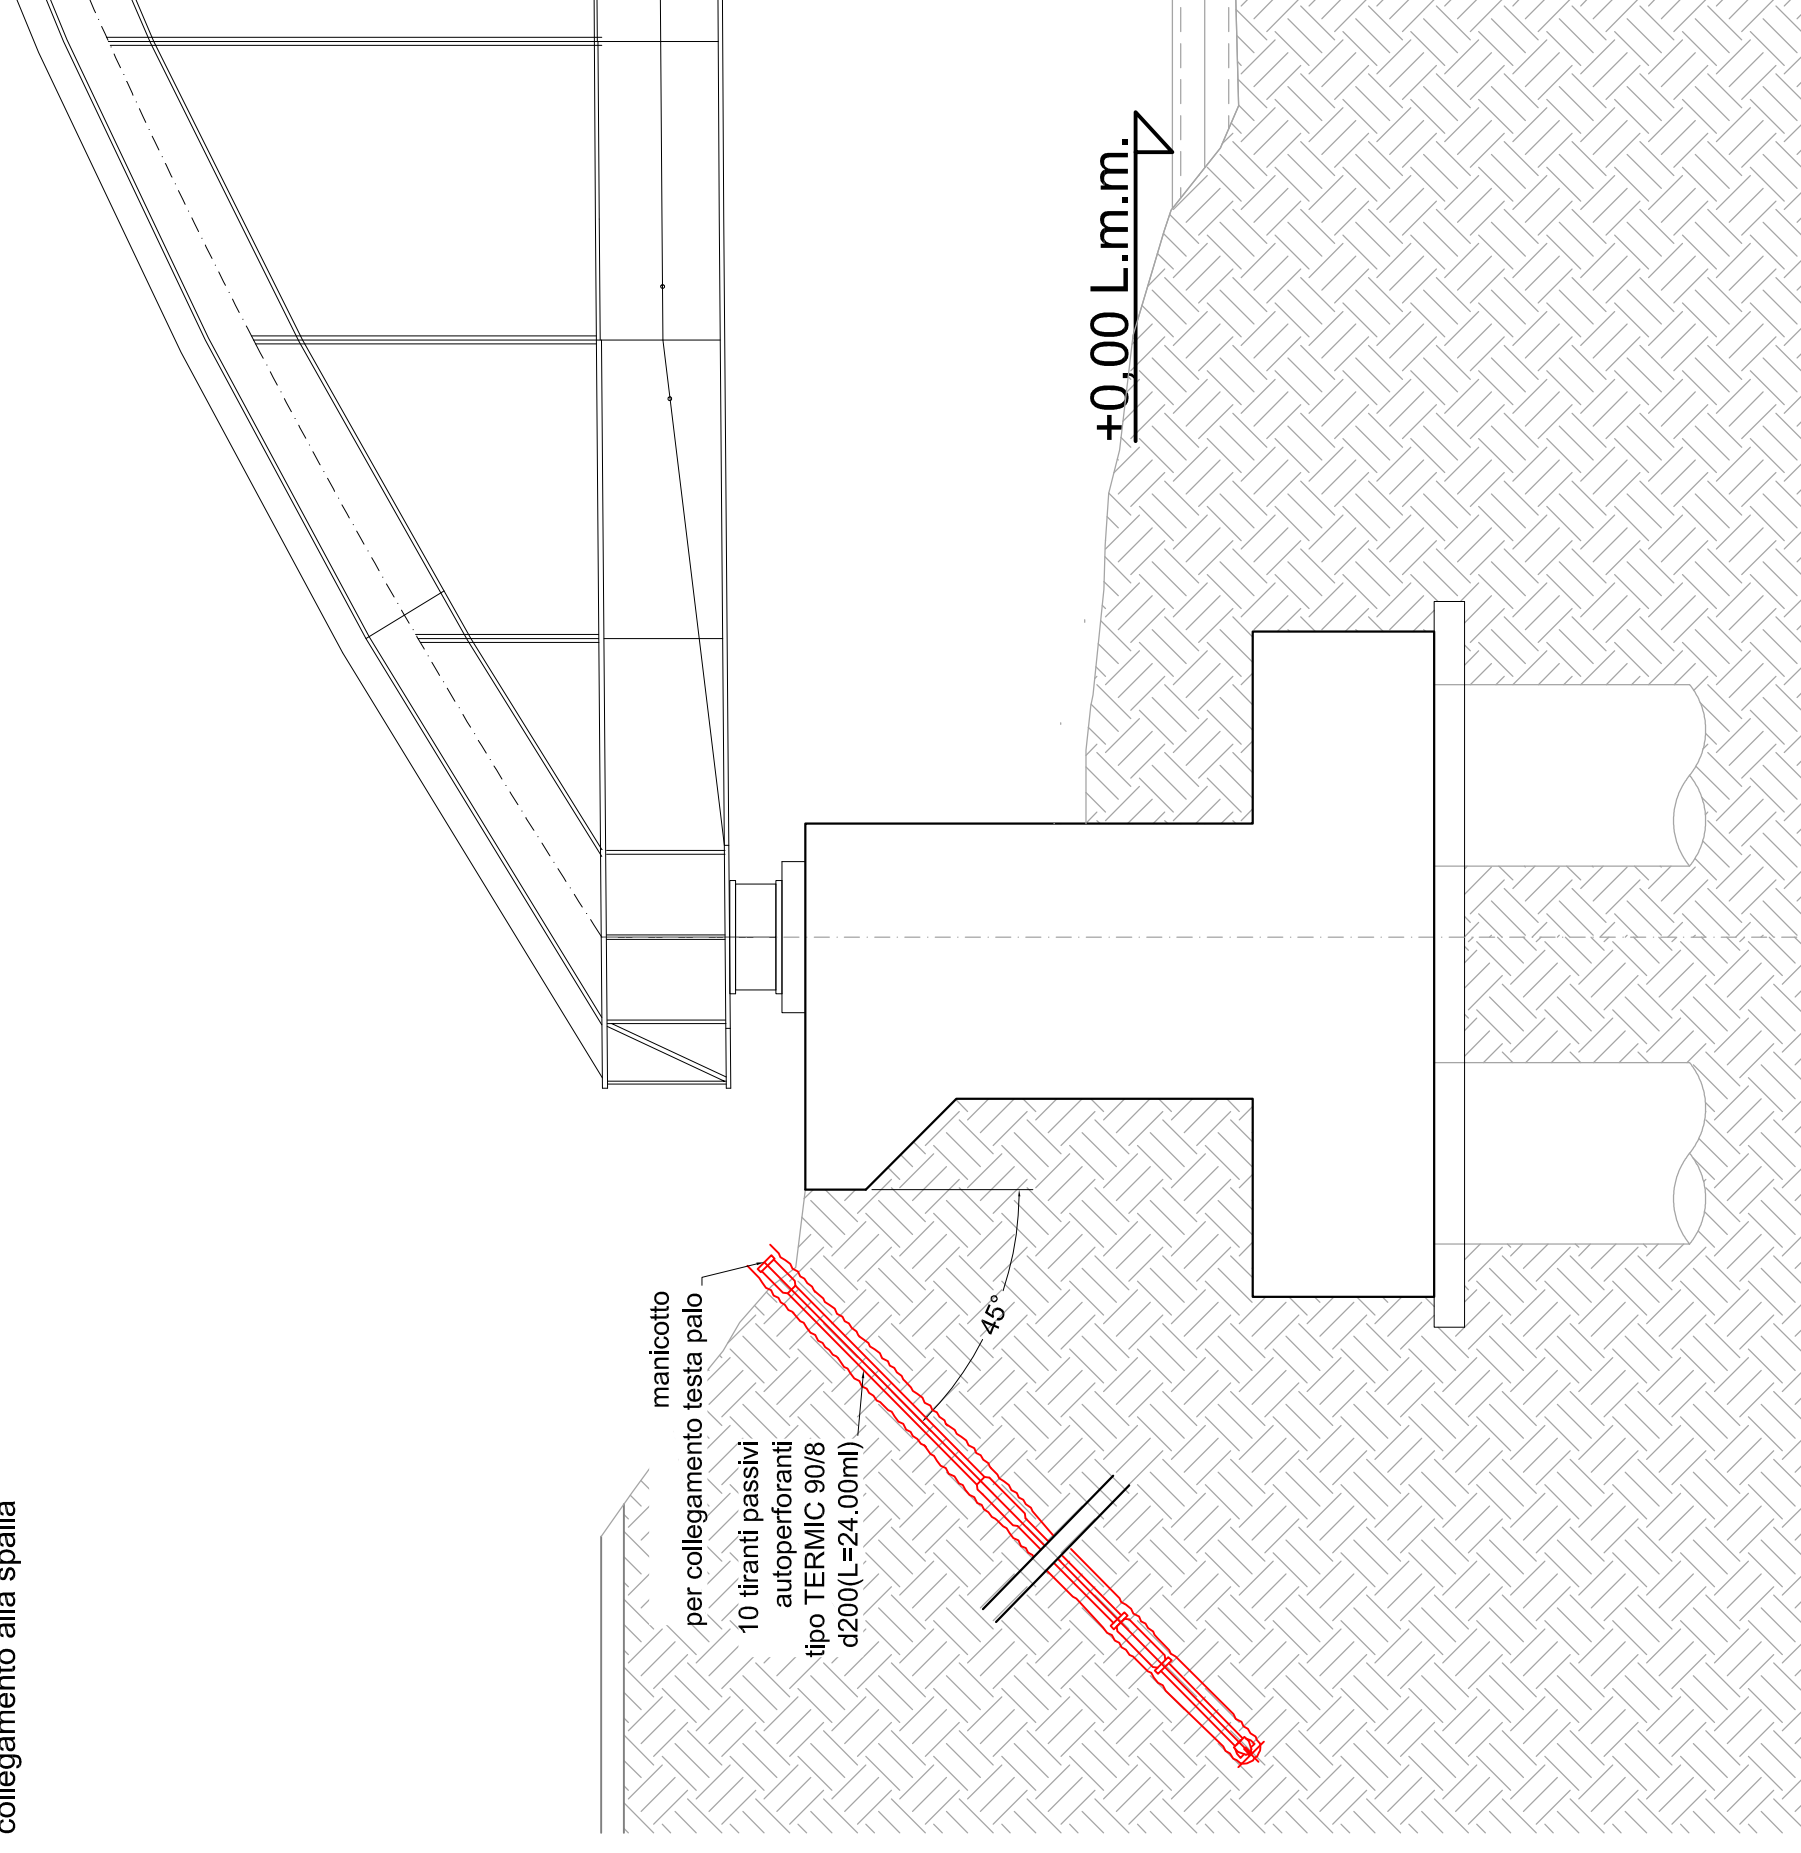 collegamento alla spalla
manicotto
per collegamento testa palo
10 tiranti passivi
autoperforanti
tipo TERMIC 90/8
d200(L=24.00ml)
45°
+0,00 L.m.m.